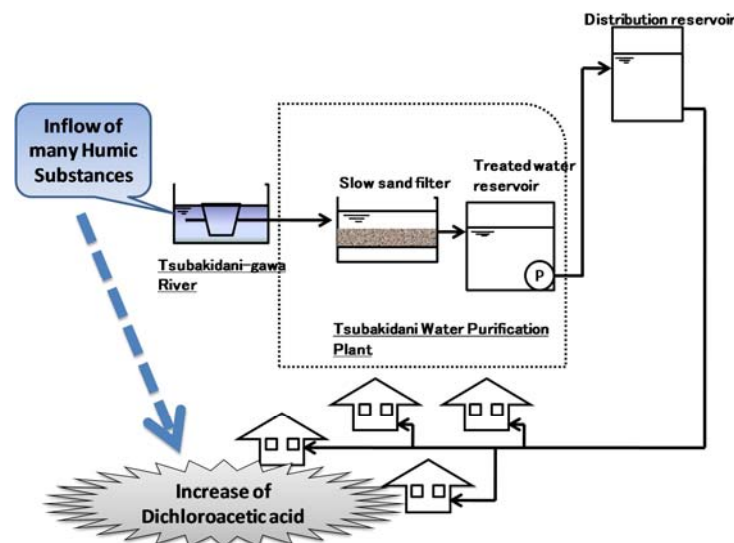 Distribution reservoir
Inflow of
many Humic
Substances
Slow sand filter
Treated water
reservoir
P
Tsubakidani-gawa
River
Tsubakidani Water Purification
Plant
Increase of
Dichloroacetic acid